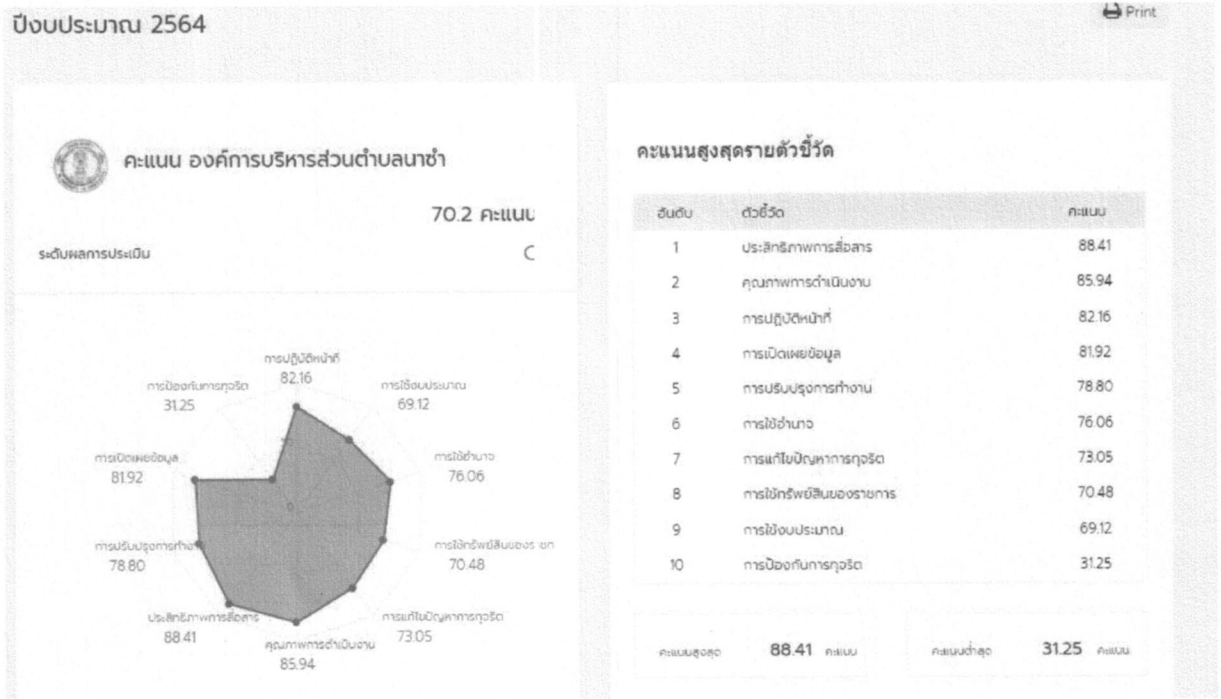 ปีงบประมาณ 2564
Print
คะแนน องค์การบริหารส่วนตำบลนาซำ
70.2 คะแนน
ระดับผลการประเมิน
C
การปฏิบัติหน้าที่
82.16
การป้องกันการทุจริต
31.25
การใช้งบประมาณ
69.12
การเปิดเผยข้อมูล
81.92
การใช้อำนาจ
76.06
0
การปรับปรุงการทำง
78.80
การใช้ทรัพย์สินของร ชก
70.48
ประสิทธิภาพการสื่อสาร
88.41
การแก้ไขปัญหาการทุจริต
73.05
คุณภาพการดำเนินงาน
85.94
คะแนนสูงสุดรายตัวชี้วัด
อันดับ ตัวชี้วัด คะแนน
1 ประสิทธิภาพการสื่อสาร 88.41
2 คุณภาพการดำเนินงาน 85.94
3 การปฏิบัติหน้าที่ 82.16
4 การเปิดเผยข้อมูล 81.92
5 การปรับปรุงการทำงาน 78.80
6 การใช้อำนาจ 76.06
7 การแก้ไขปัญหาการทุจริต 73.05
8 การใช้ทรัพย์สินของราชการ 70.48
9 การใช้งบประมาณ 69.12
10 การป้องกันการทุจริต 31.25
คะแนนสูงสุด 88.41 คะแนน
คะแนนต่ำสุด 31.25 คะแนน